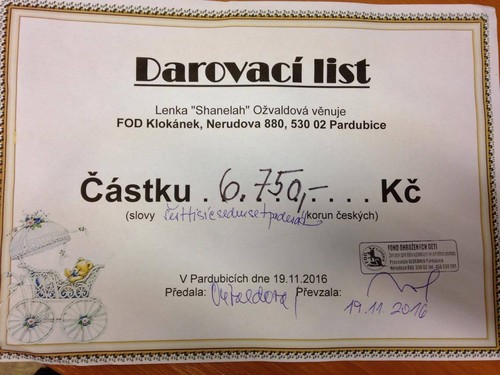 Darovací list
Lenka "Shanelah" Ožvaldová věnuje
FOD Klokánek, Nerudova 880, 530 02 Pardubice
Částku . 6.750,- . . . . Kč
(slovy šesttisícsedmsetpadesát korun českých)
FOND OHROŽENÝCH DĚTÍ
V Pardubicích dne 19.11.2016
Předala: Ožvaldová Převzala:
19.11.2016